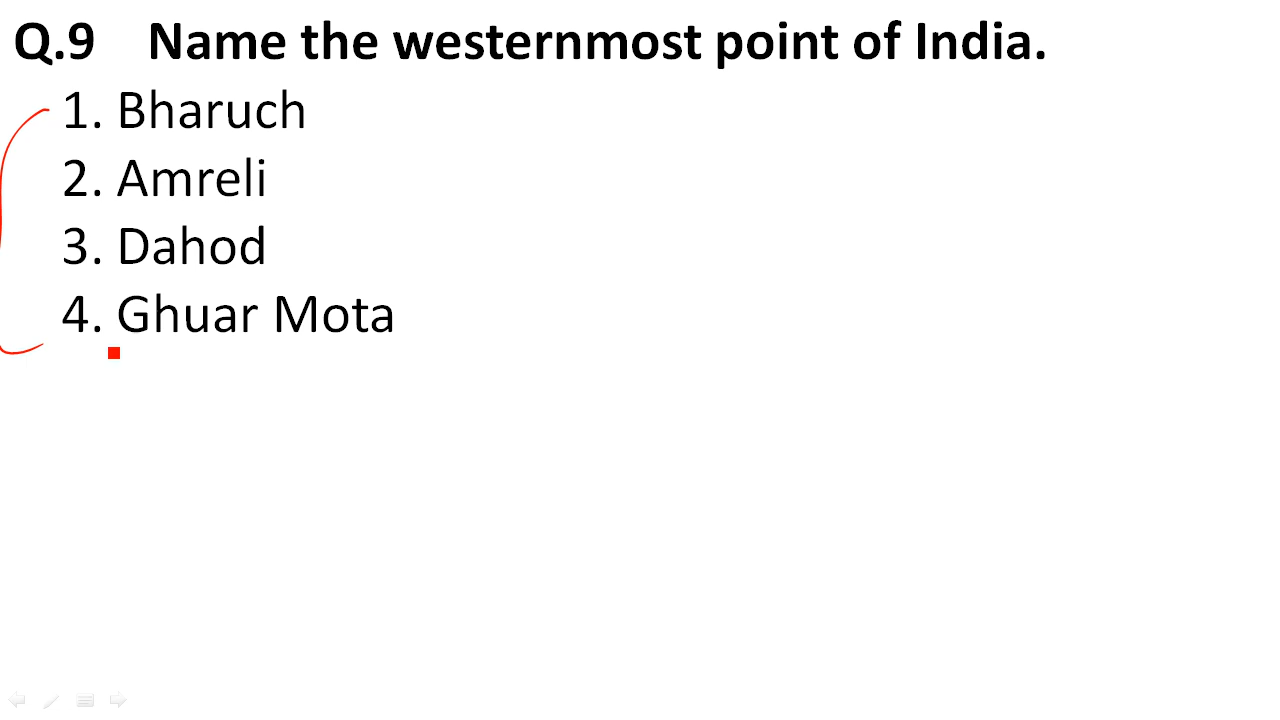 Q.9 Name the westernmost point of India.
1. Bharuch
2. Amreli
3. Dahod
4. Ghuar Mota